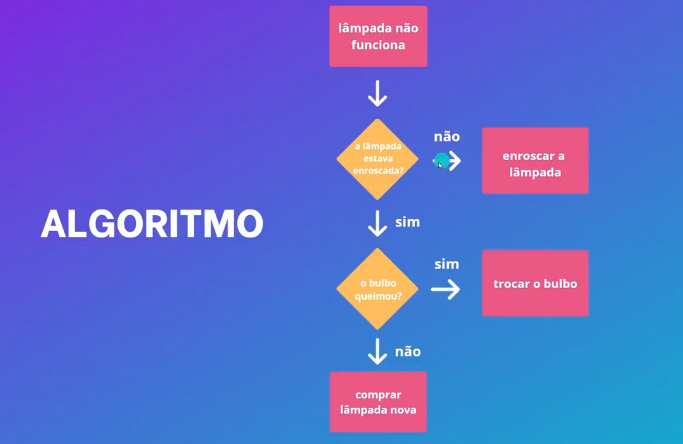 lâmpada não
funciona
não
a lâmpada
estava
enroscada?
enroscar a
lâmpada
ALGORITMO
sim
sim
o bulbo
queimou?
trocar o bulbo
não
comprar
lâmpada nova